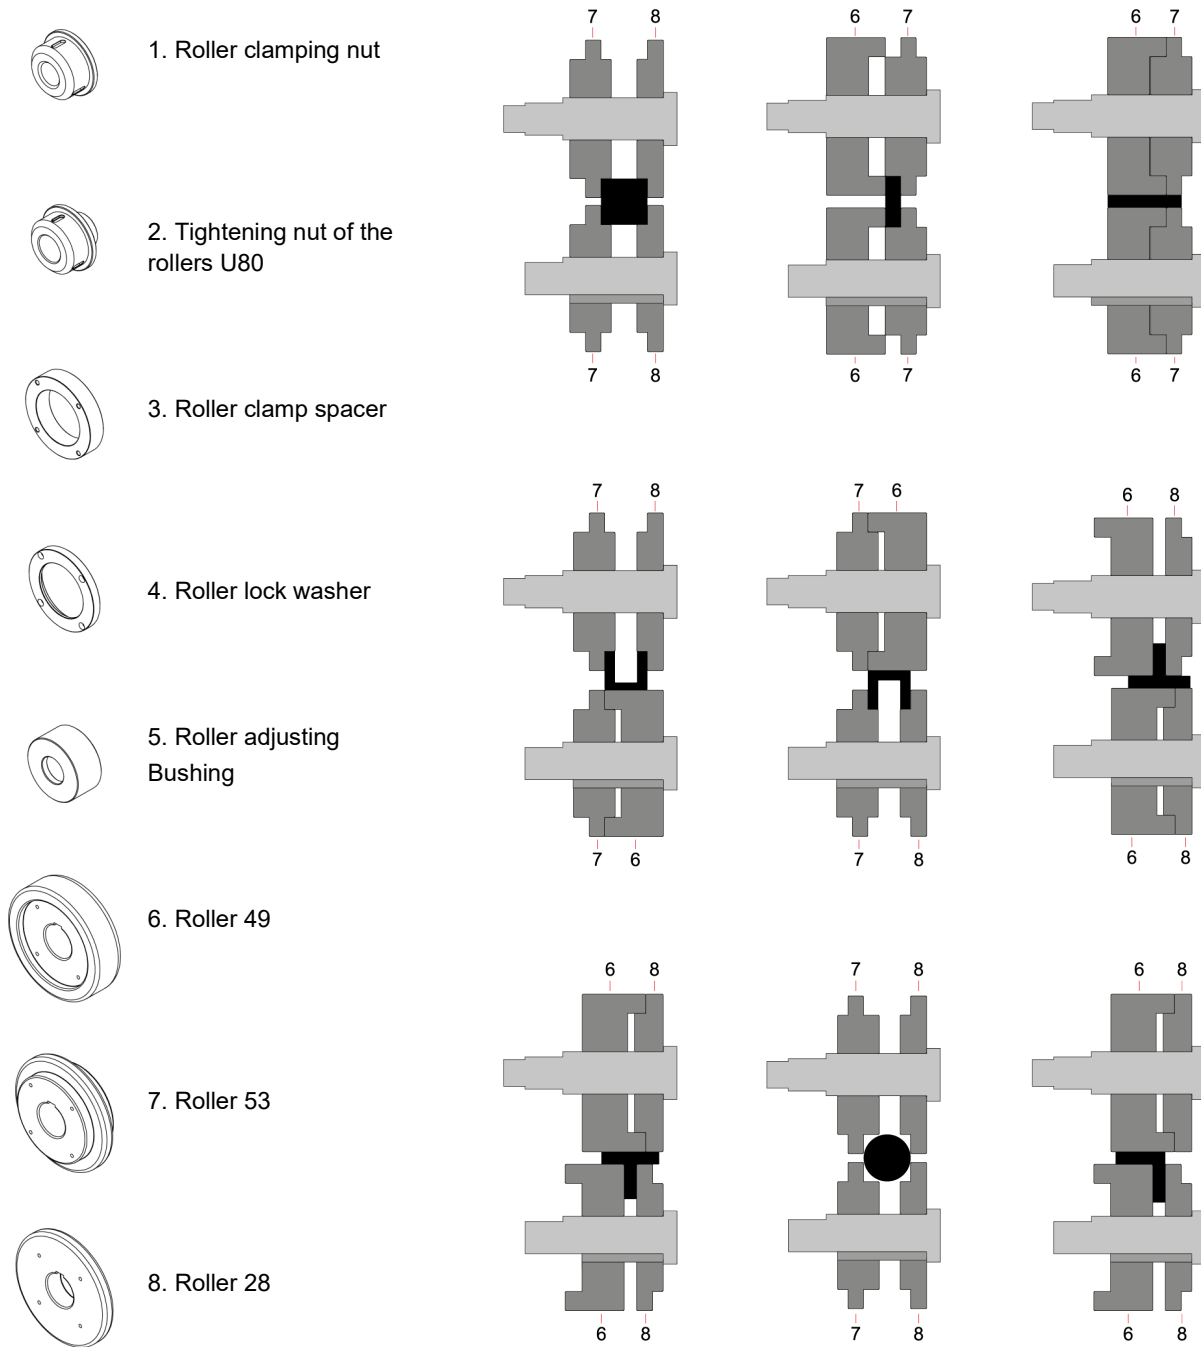 1. Roller clamping nut
2. Tightening nut of the
rollers U80
3. Roller clamp spacer
4. Roller lock washer
5. Roller adjusting
Bushing
6. Roller 49
7. Roller 53
8. Roller 28
7 8
6 7
6 7
7 8
6 7
6 7
7 8
7 6
6 8
7 6
7 8
6 8
6 8
7 8
6 8
6 8
7 8
6 8